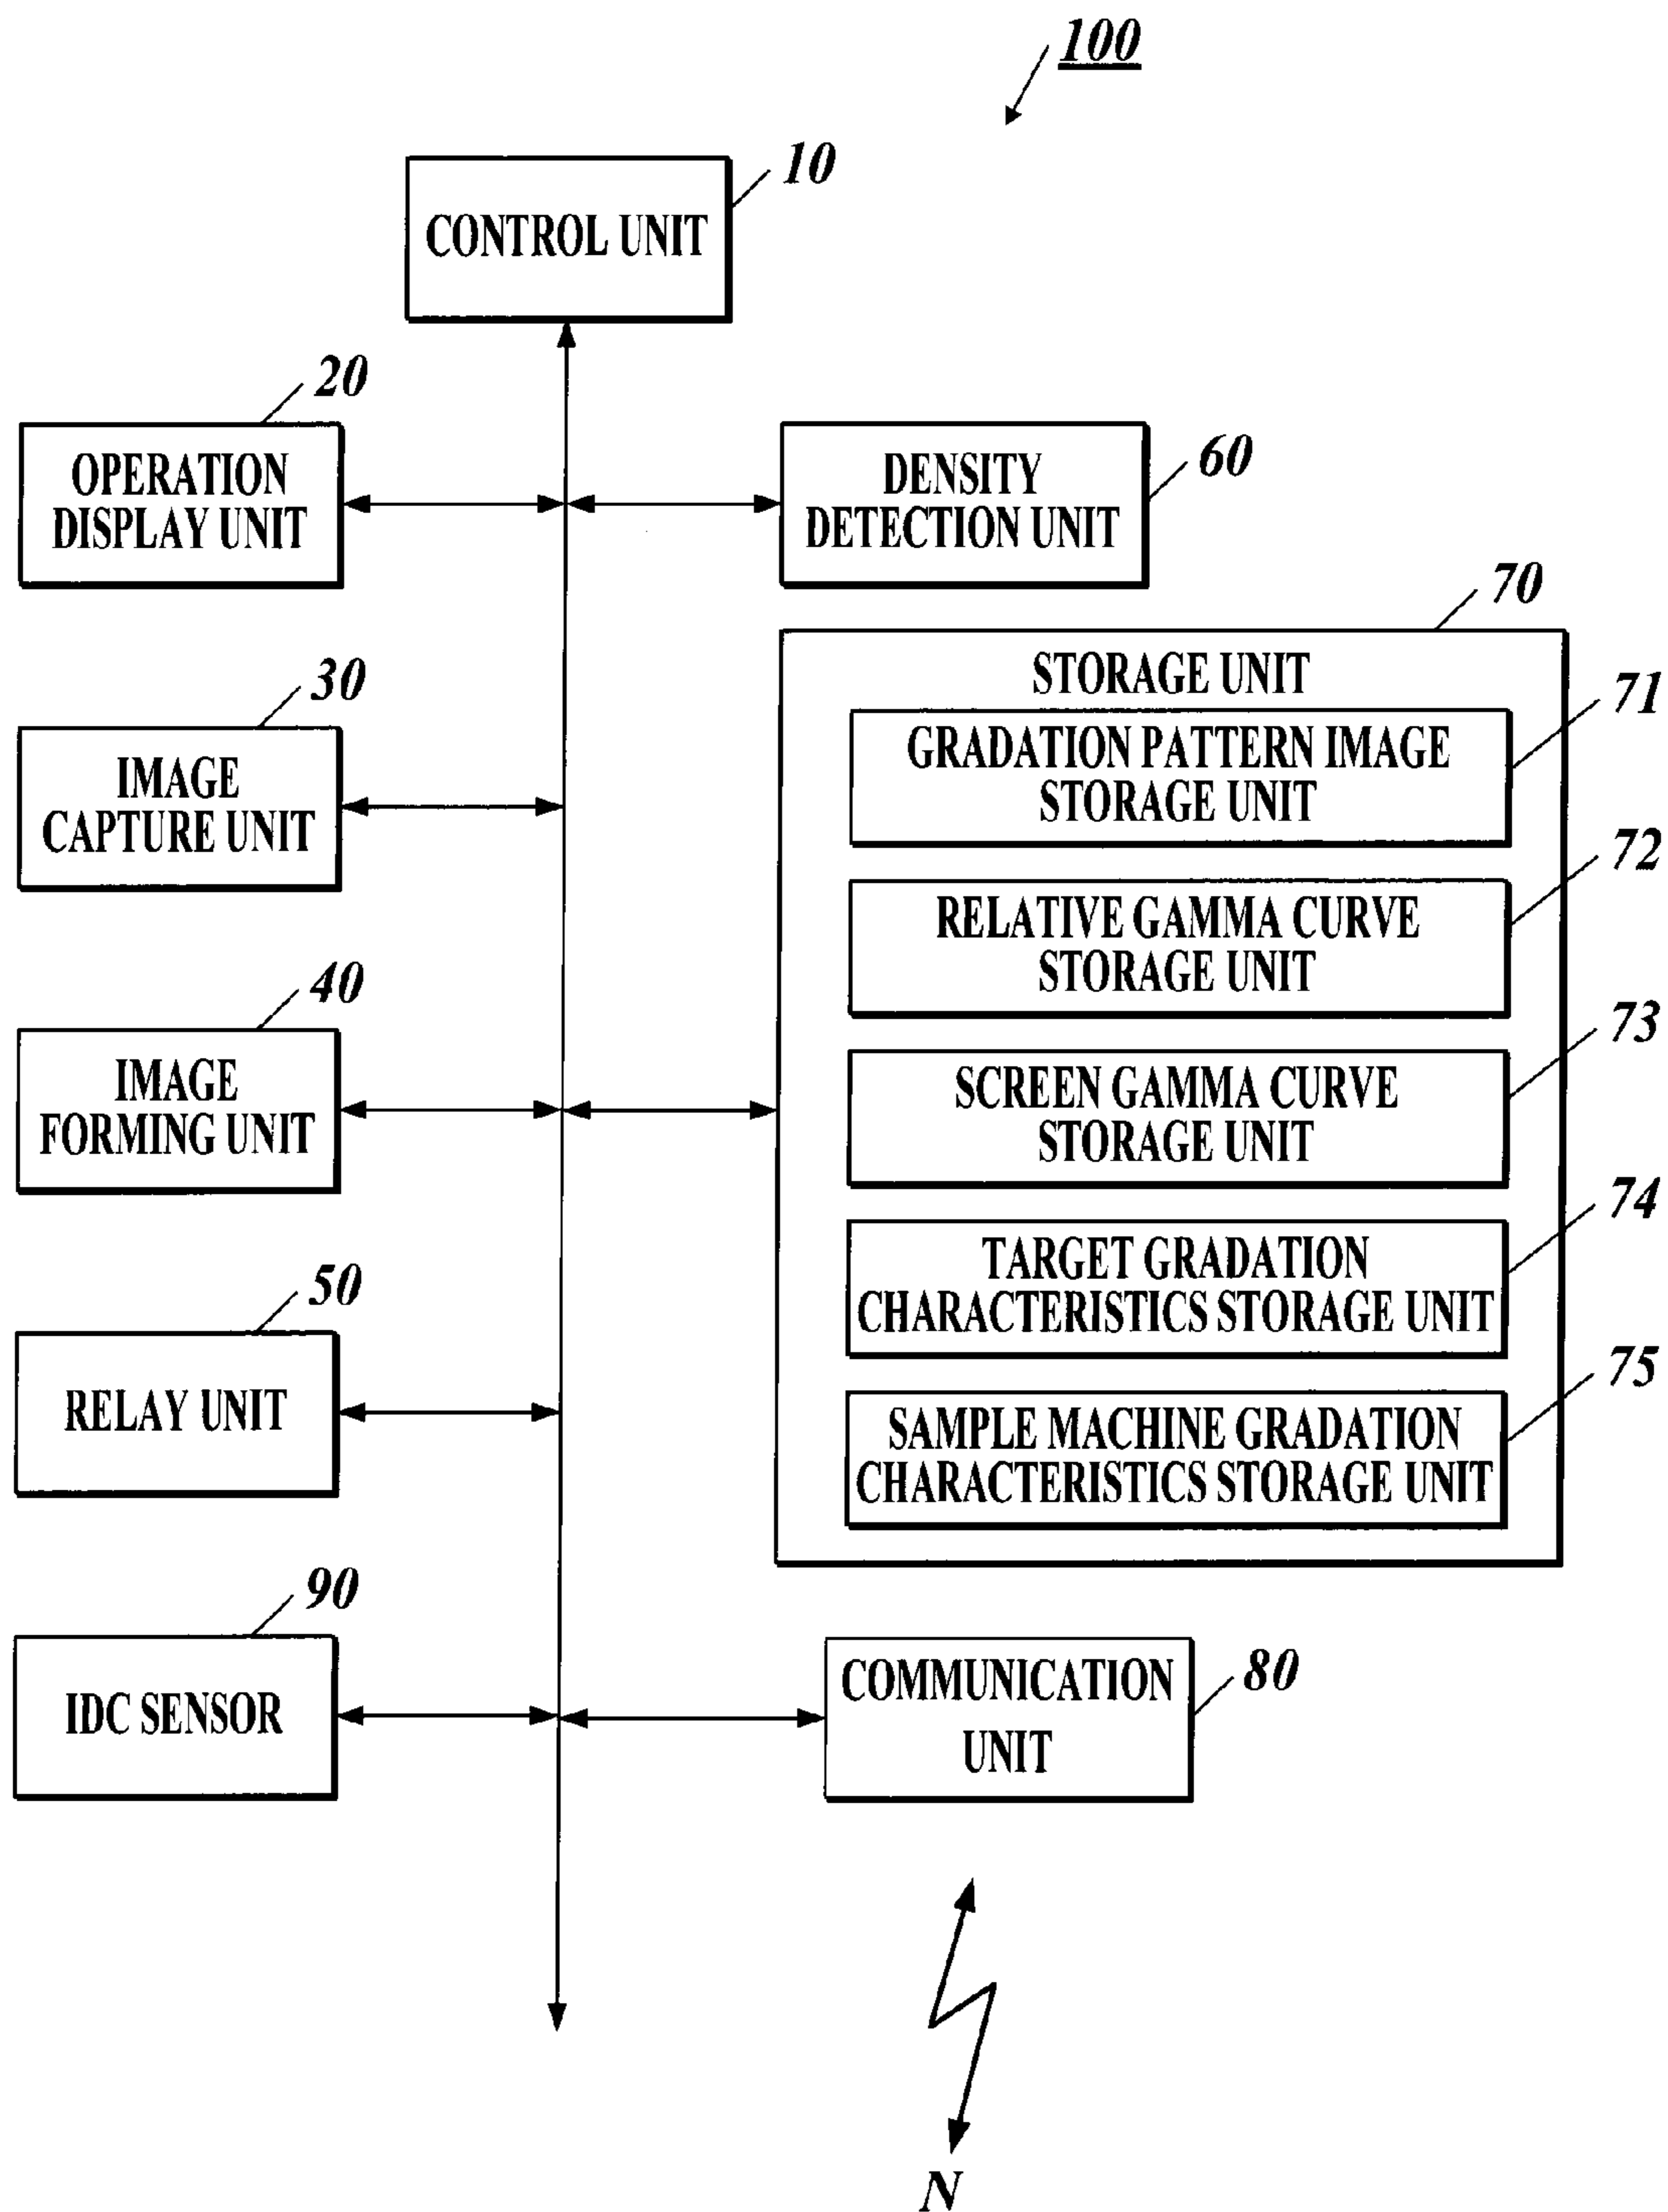 100
10
CONTROL UNIT
20
OPERATION
DISPLAY UNIT
60
DENSITY
DETECTION UNIT
30
IMAGE
CAPTURE UNIT
70
STORAGE UNIT
71
GRADATION PATTERN IMAGE
STORAGE UNIT
72
RELATIVE GAMMA CURVE
STORAGE UNIT
40
IMAGE
FORMING UNIT
73
SCREEN GAMMA CURVE
STORAGE UNIT
74
TARGET GRADATION
CHARACTERISTICS STORAGE UNIT
50
RELAY UNIT
75
SAMPLE MACHINE GRADATION
CHARACTERISTICS STORAGE UNIT
90
IDC SENSOR
80
COMMUNICATION
UNIT
N